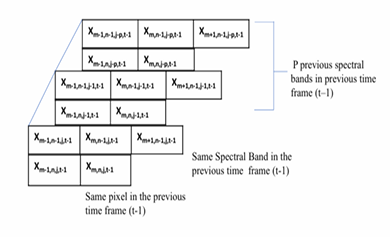 Xm-1,n-1,j-p,t-1 Xm,n-1,j-p,t-1 Xm+1,n-1,j-p,t-1
Xm-1,n,j-p,t-1 Xm,n,j-p,t-1
Xm-1,n-1,j-1,t-1 Xm,n-1,j-1,t-1 Xm+1,n-1,j-1,t-1
Xm-1,n,j-1,t-1 Xm,n,j-1,t-1
Xm-1,n-1,j,t-1 Xm,n-1,j,t-1 Xm+1,n-1,j,t-1
Xm-1,n,j,t-1 Xm,n,j,t-1
P previous spectral
bands in previous time
frame (t–1)
Same Spectral Band in the
previous time frame (t-1)
Same pixel in the previous
time frame (t-1)